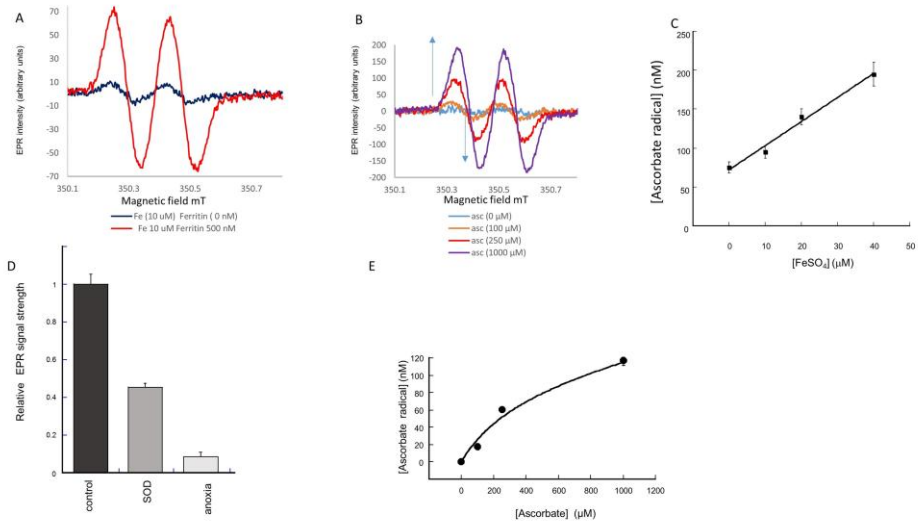 A
EPR intensity (arbitrary units)
70
50
30
10
-10
-30
-50
-70
350.1
350.3
350.5
350.7
Magnetic field mT
Fe (10 uM) Ferritin ( 0 nM)
Fe 10 uM Ferritin 500 nM
B
EPR intensity (arbitrary units)
200
150
100
50
0
-50
-100
-150
-200
350.1
350.3
350.5
350.7
Magnetic field mT
asc (0 µM)
asc (100 µM)
asc (250 µM)
asc (1000 µM)
C
[Ascorbate radical] (nM)
250
200
150
100
50
0
0
10
20
30
40
50
[FeSO₄] (µM)
D
Relative EPR signal strength
1
0.8
0.6
0.4
0.2
0
control
SOD
anoxia
E
[Ascorbate radical] (nM)
120
100
80
60
40
20
0
0
200
400
600
800
1000
1200
[Ascorbate] (µM)